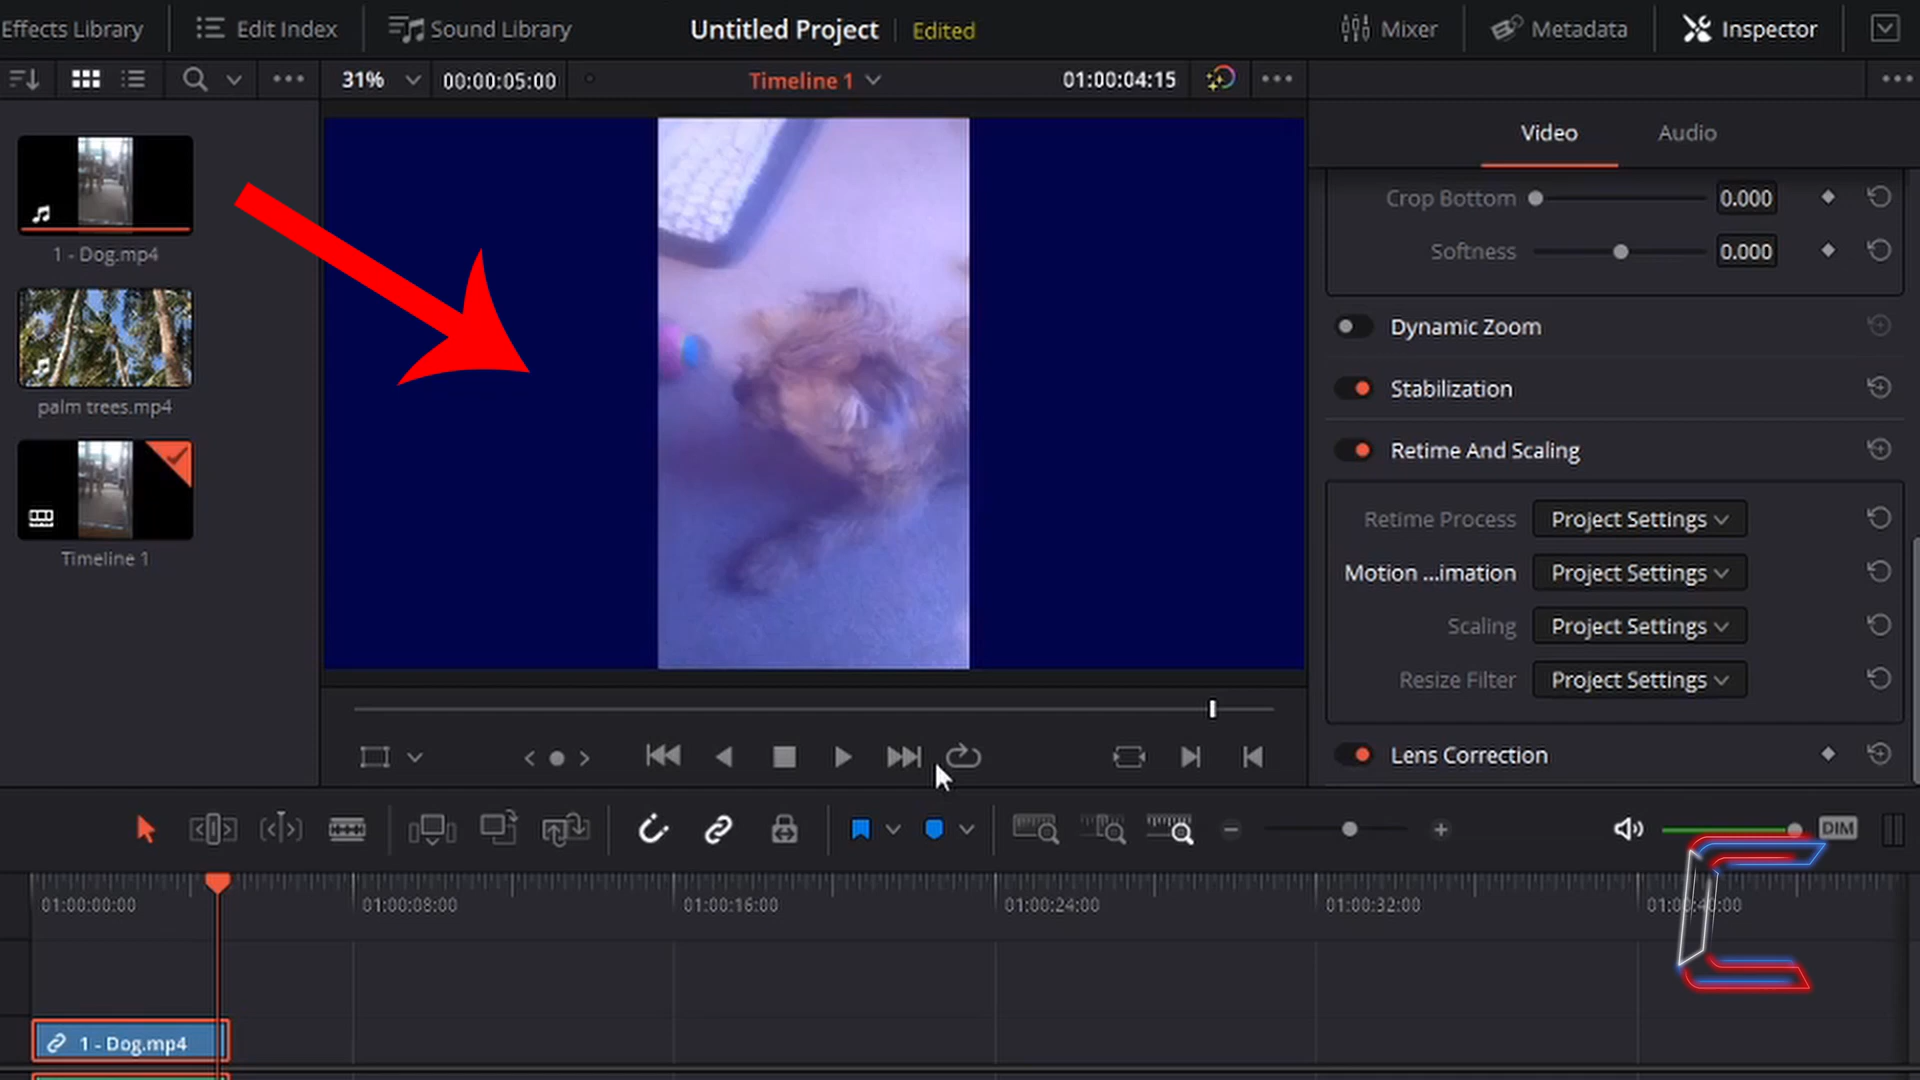 Effects Library
Edit Index
Sound Library
Untitled Project
Edited
Mixer
Metadata
Inspector
31%
00:00:05:00
Timeline 1
01:00:04:15
Video
Audio
1 - Dog.mp4
palm trees.mp4
Timeline 1
Crop Bottom 0.000
Softness 0.000
Dynamic Zoom
Stabilization
Retime And Scaling
Retime Process Project Settings
Motion ...imation Project Settings
Scaling Project Settings
Resize Filter Project Settings
Lens Correction
DIM
01:00:00:00
01:00:08:00
01:00:16:00
01:00:24:00
01:00:32:00
01:00:40:00
1 - Dog.mp4